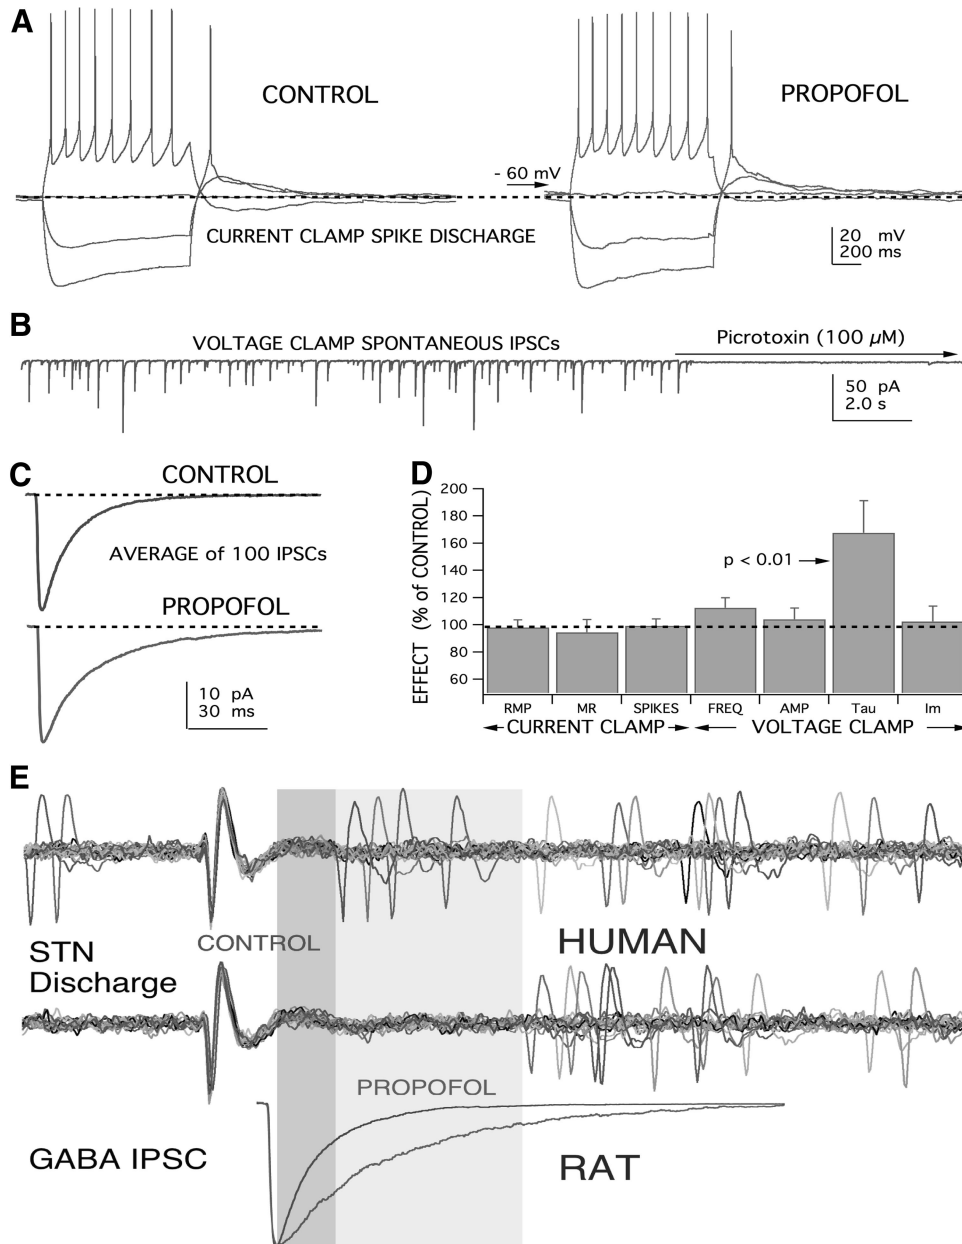 A
CONTROL
PROPOFOL
- 60 mV
CURRENT CLAMP SPIKE DISCHARGE
20 mV
200 ms
B
VOLTAGE CLAMP SPONTANEOUS IPSCs
Picrotoxin (100 µM)
50 pA
2.0 s
C
CONTROL
AVERAGE of 100 IPSCs
PROPOFOL
10 pA
30 ms
D
EFFECT (% of CONTROL)
200
180
160
140
120
100
80
60
p < 0.01
RMP MR SPIKES FREQ AMP Tau Im
CURRENT CLAMP VOLTAGE CLAMP
E
CONTROL
HUMAN
STN
Discharge
PROPOFOL
GABA IPSC
RAT